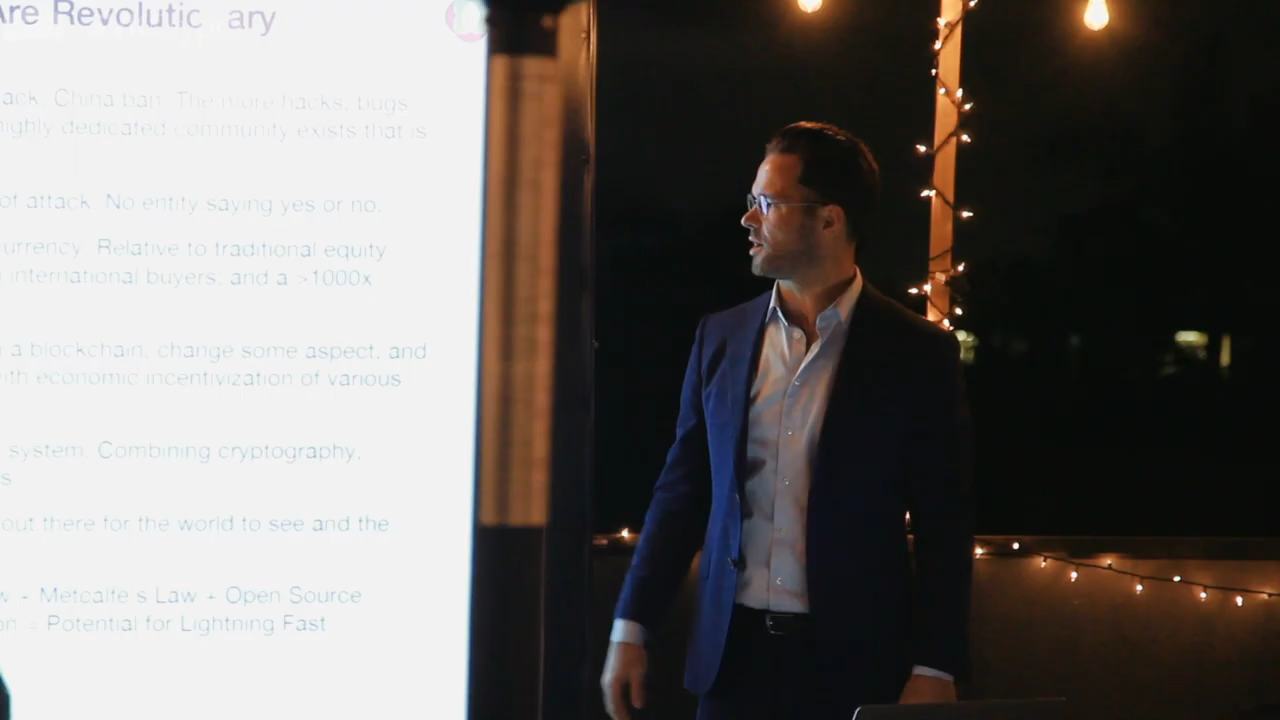 Are Revolutic ary
ack. China ban. The more hacks, bugs
highly dedicated community exists that is
of attack. No entity saying yes or no.
urrency. Relative to traditional equity
international buyers, and a >1000x
a blockchain, change some aspect, and
ith economic incentivization of various
system. Combining cryptography,
s
out there for the world to see and the
w + Metcalfe s Law + Open Source
on = Potential for Lightning Fast